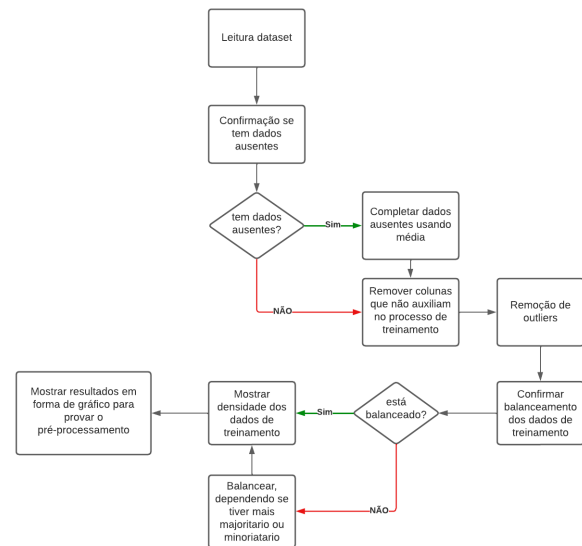 Leitura dataset
Confirmação se
tem dados
ausentes
tem dados
ausentes?
Sim
Completar dados
ausentes usando
média
NÃO
Remover colunas
que não auxiliam
no processo de
treinamento
Remoção de
outliers
Confirmar
balanceamento
dos dados de
treinamento
está
balanceado?
Sim
Mostrar
densidade dos
dados de
treinamento
Mostrar resultados em
forma de gráfico para
provar o
pré-processamento
NÃO
Balancear,
dependendo se
tiver mais
majoritario ou
minoriatario